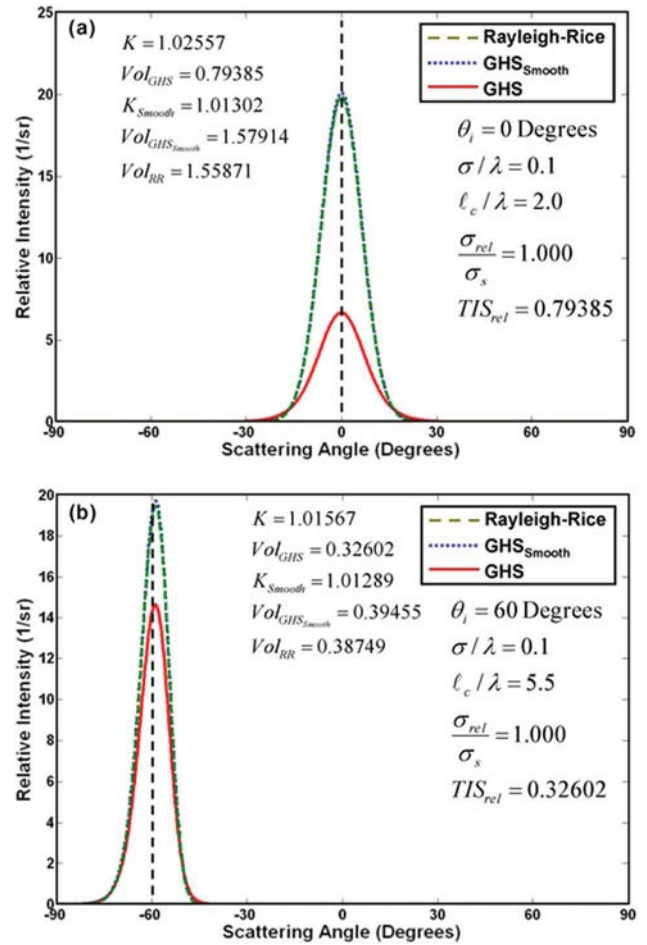 (a)
K = 1.02557
Vol_GHS = 0.79385
K_Smooth = 1.01302
Vol_GHS_Smooth = 1.57914
Vol_RR = 1.55871
Rayleigh-Rice
GHS_Smooth
GHS
θ_i = 0 Degrees
σ/λ = 0.1
ℓ_c/λ = 2.0
σ_rel/σ_s = 1.000
TIS_rel = 0.79385
Relative Intensity (1/sr)
25
20
15
10
5
0
-90 -60 -30 0 30 60 90
Scattering Angle (Degrees)
(b)
K = 1.01567
Vol_GHS = 0.32602
K_Smooth = 1.01289
Vol_GHS_Smooth = 0.39455
Vol_RR = 0.38749
Rayleigh-Rice
GHS_Smooth
GHS
θ_i = 60 Degrees
σ/λ = 0.1
ℓ_c/λ = 5.5
σ_rel/σ_s = 1.000
TIS_rel = 0.32602
Relative Intensity (1/sr)
20
18
16
14
12
10
8
6
4
2
0
-90 -60 -30 0 30 60 90
Scattering Angle (Degrees)